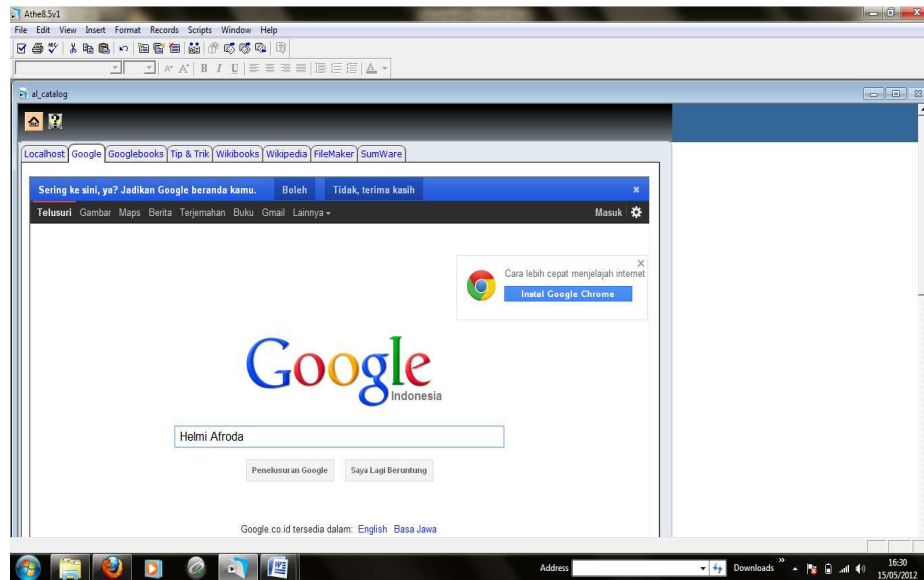 Athe8.5v1
File Edit View Insert Format Records Scripts Window Help
B I U A
al_catalog
Localhost Google Googlebooks Tip & Trik Wikibooks Wikipedia FileMaker SumWare
Sering ke sini, ya? Jadikan Google beranda kamu. Boleh Tidak, terima kasih
Telusuri Gambar Maps Berita Terjemahan Buku Gmail Lainnya Masuk
Cara lebih cepat menjelajah internet
Instal Google Chrome
Google
Indonesia
Helmi Afroda
Penelusuran Google Saya Lagi Beruntung
Google.co.id tersedia dalam: English Basa Jawa
Address Downloads 16:30
15/05/2012